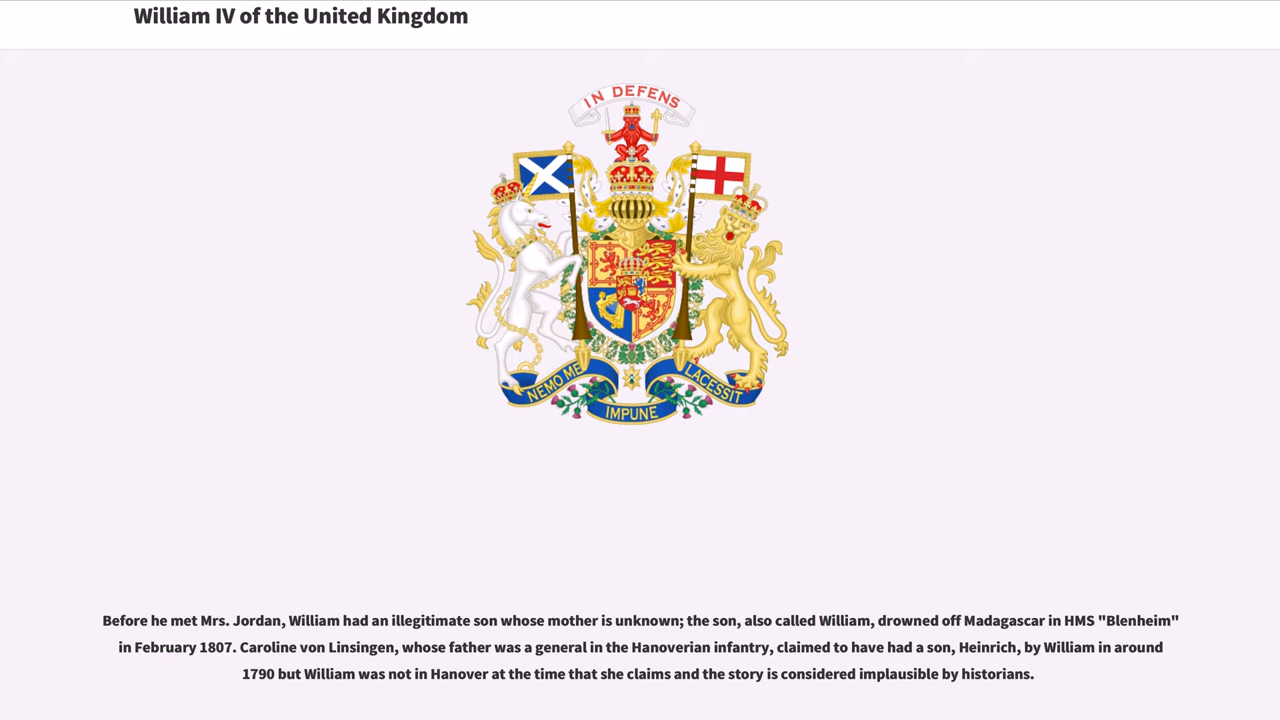 William IV of the United Kingdom
IN DEFENS
NEMO ME
IMPUNE
LACESSIT
Before he met Mrs. Jordan, William had an illegitimate son whose mother is unknown; the son, also called William, drowned off Madagascar in HMS "Blenheim"
in February 1807. Caroline von Linsingen, whose father was a general in the Hanoverian infantry, claimed to have had a son, Heinrich, by William in around
1790 but William was not in Hanover at the time that she claims and the story is considered implausible by historians.